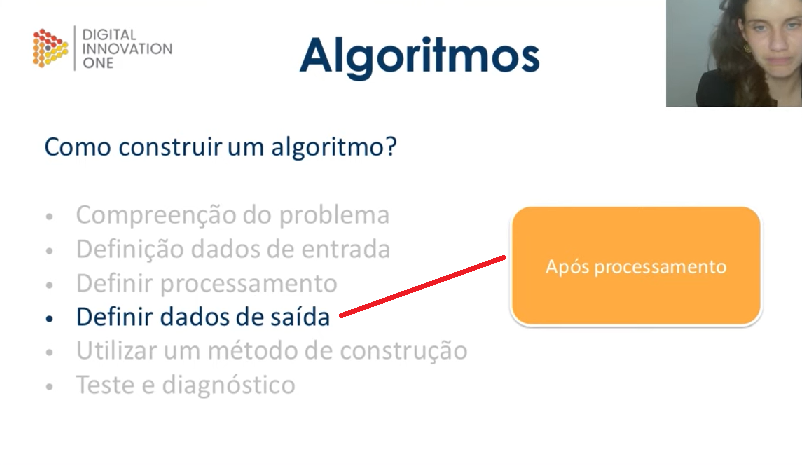 DIGITAL
INNOVATION
ONE
Algoritmos
Como construir um algoritmo?
• Compreenção do problema
• Definição dados de entrada
• Definir processamento
• Definir dados de saída
• Utilizar um método de construção
• Teste e diagnóstico
Após processamento